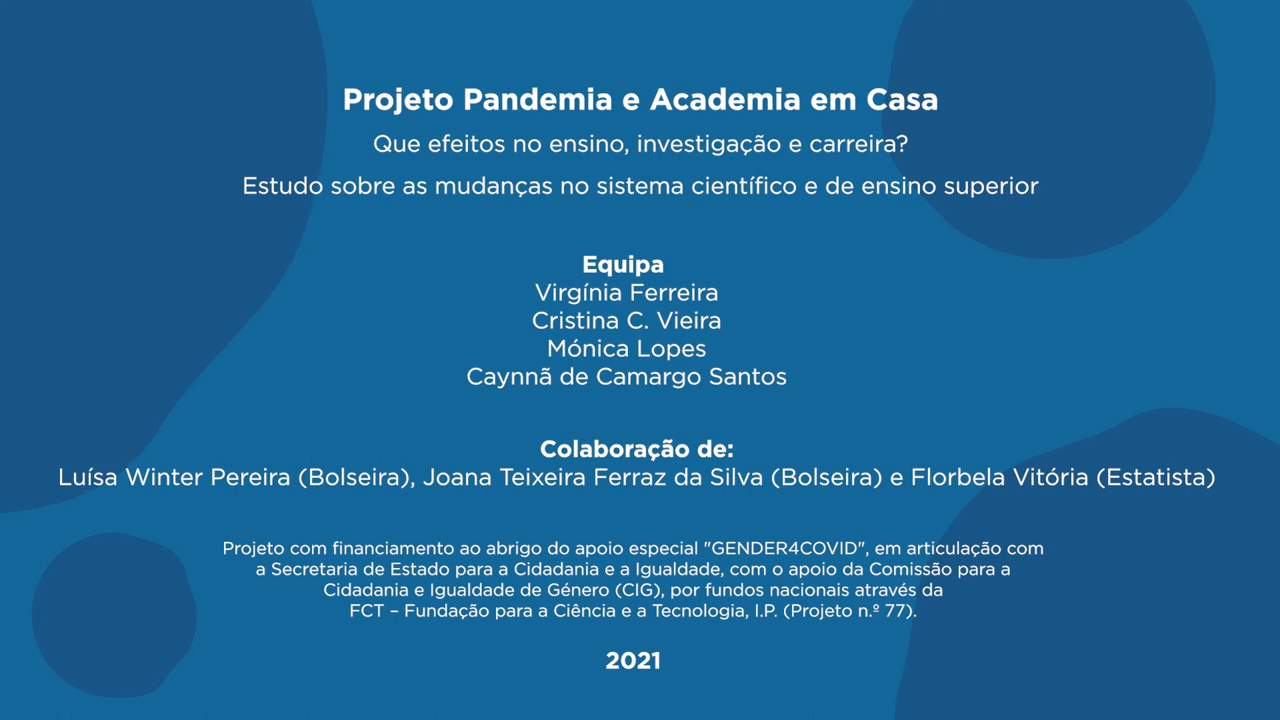 Projeto Pandemia e Academia em Casa
Que efeitos no ensino, investigação e carreira?
Estudo sobre as mudanças no sistema científico e de ensino superior
Equipa
Virgínia Ferreira
Cristina C. Vieira
Mónica Lopes
Caynnã de Camargo Santos
Colaboração de:
Luísa Winter Pereira (Bolseira), Joana Teixeira Ferraz da Silva (Bolseira) e Florbela Vitória (Estatista)
Projeto com financiamento ao abrigo do apoio especial "GENDER4COVID", em articulação com
a Secretaria de Estado para a Cidadania e a Igualdade, com o apoio da Comissão para a
Cidadania e Igualdade de Género (CIG), por fundos nacionais através da
FCT – Fundação para a Ciência e a Tecnologia, I.P. (Projeto n.º 77).
2021